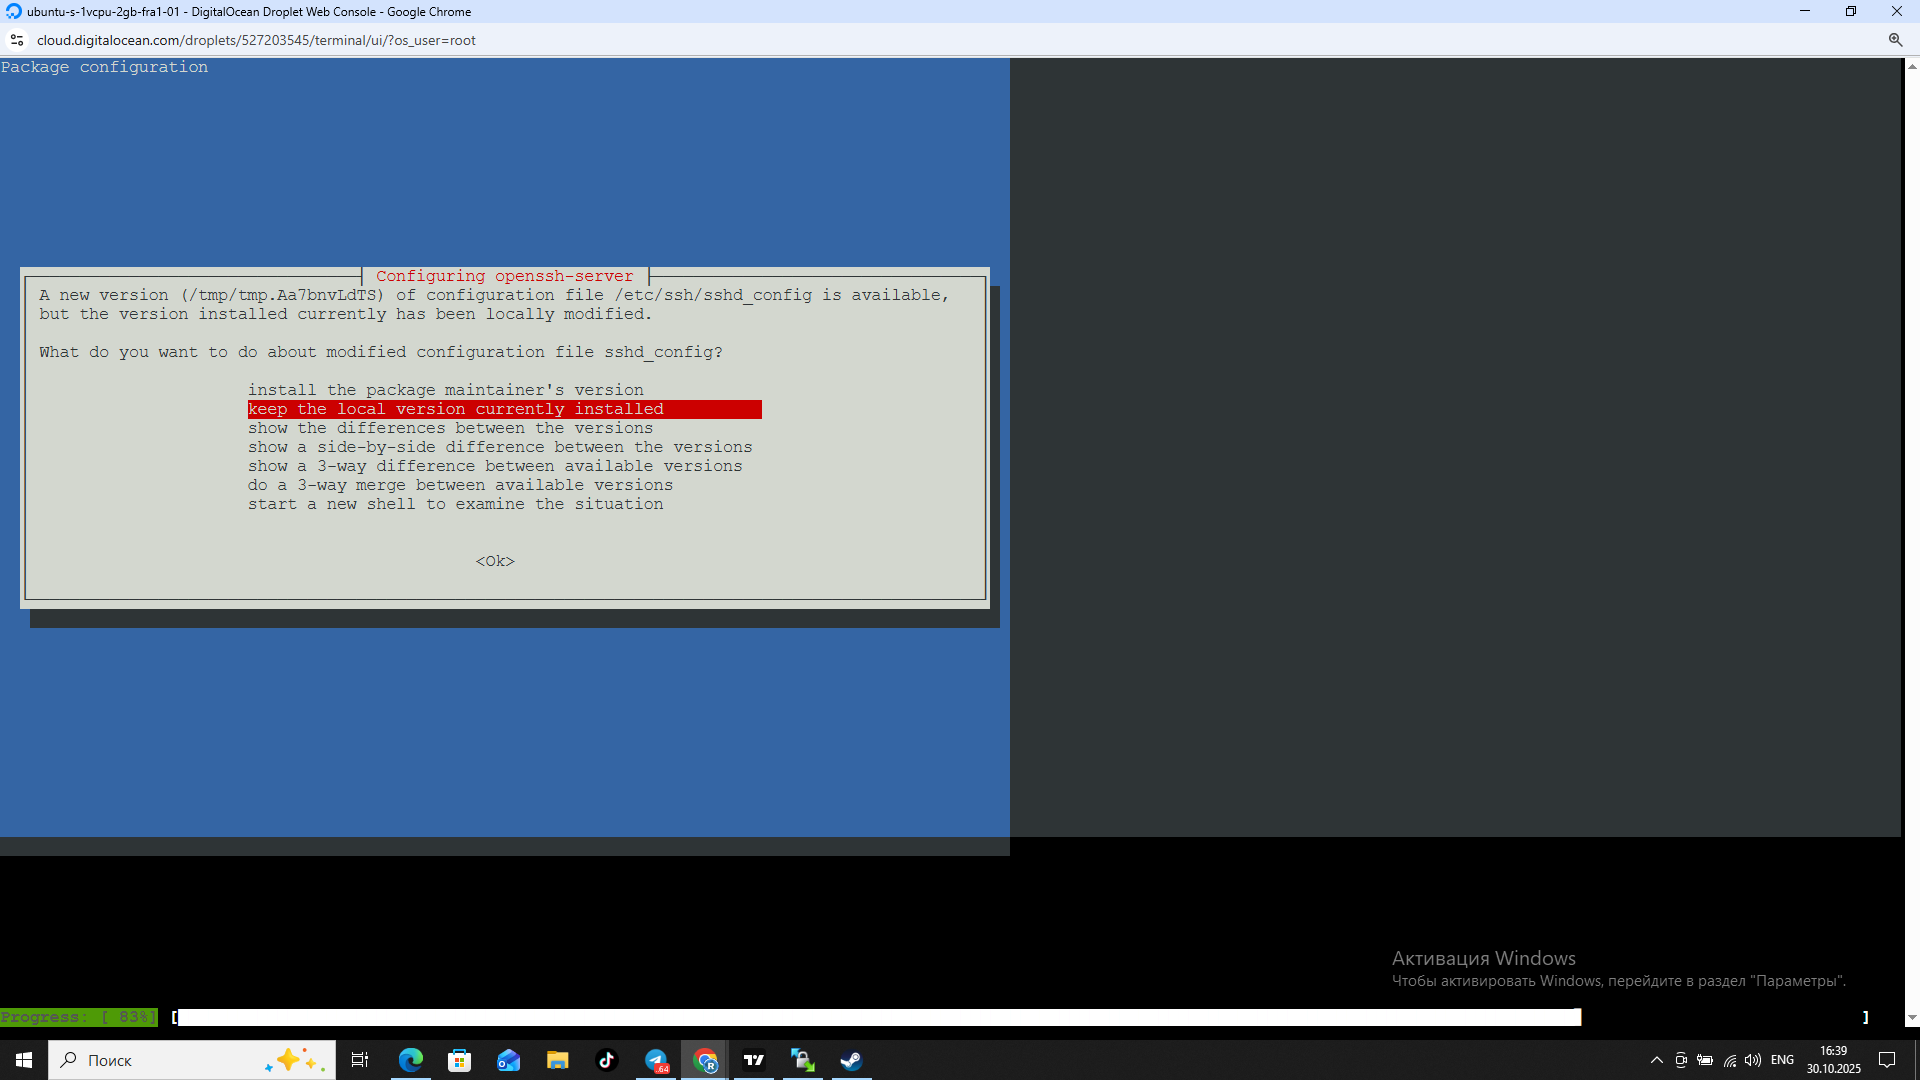 ubuntu-s-1vcpu-2gb-fra1-01 - DigitalOcean Droplet Web Console - Google Chrome
cloud.digitalocean.com/droplets/527203545/terminal/ui/?os_user=root
Package configuration
Configuring openssh-server
A new version (/tmp/tmp.Aa7bnvLdTS) of configuration file /etc/ssh/sshd_config is available,
but the version installed currently has been locally modified.
What do you want to do about modified configuration file sshd_config?
install the package maintainer's version
keep the local version currently installed
show the differences between the versions
show a side-by-side difference between the versions
show a 3-way difference between available versions
do a 3-way merge between available versions
start a new shell to examine the situation
<Ok>
Активация Windows
Чтобы активировать Windows, перейдите в раздел "Параметры".
Progress: [ 83%] [ ]
Поиск
64
R
ENG
16:39
30.10.2025